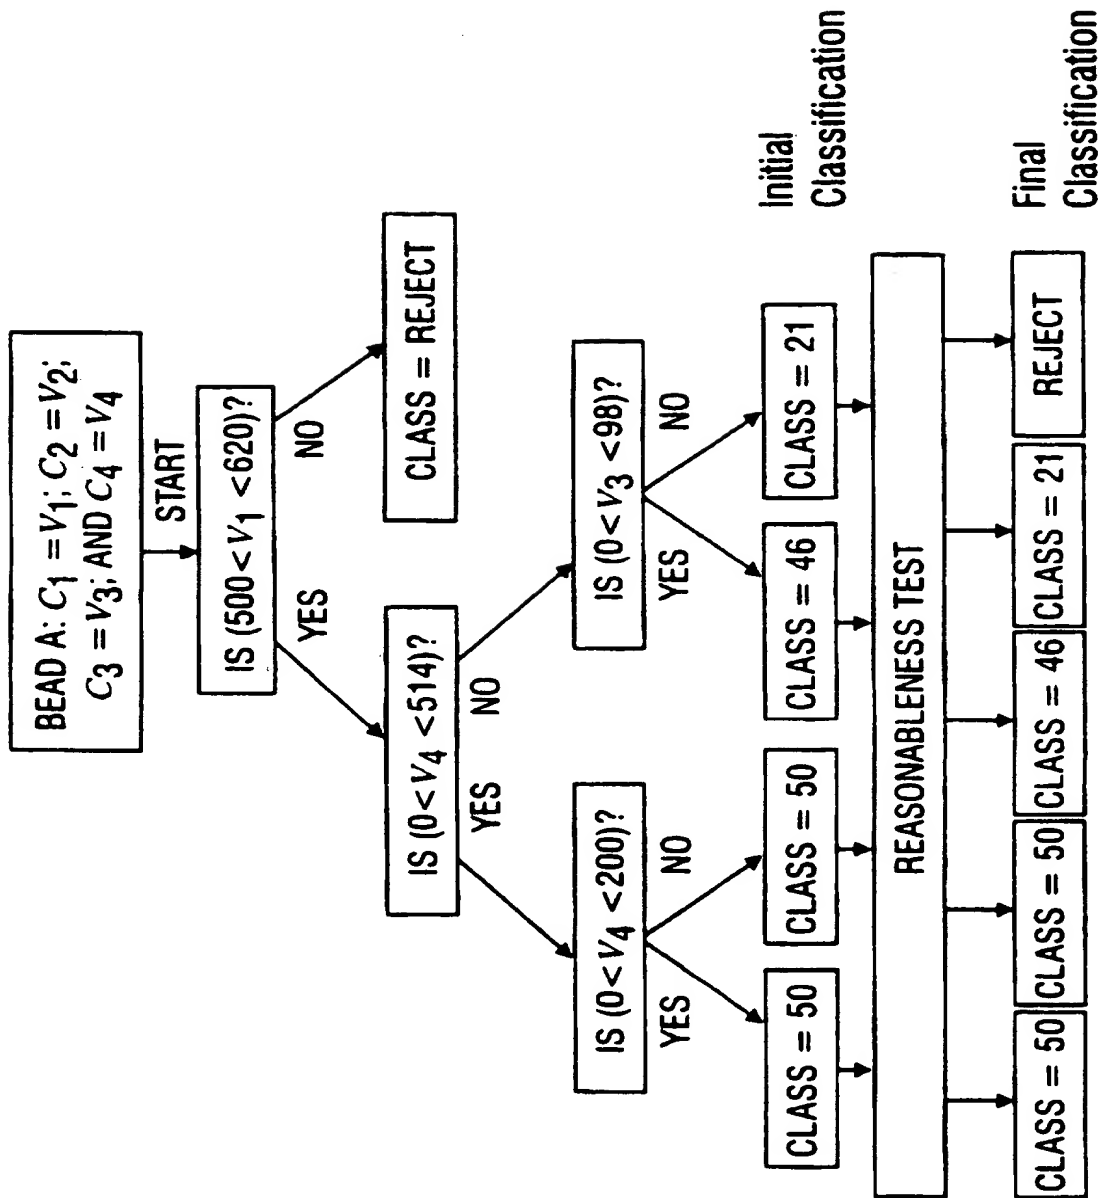 BEAD A: C1 = V1; C2 = V2;
C3 = V3; AND C4 = V4
START
IS (500< V1 <620)?
YES
NO
IS (0< V4 <514)?
CLASS = REJECT
YES
NO
IS (0< V4 <200)?
IS (0< V3 <98)?
YES
NO
YES
NO
CLASS = 50
CLASS = 50
CLASS = 46
CLASS = 21
Initial
Classification
REASONABLENESS TEST
CLASS = 50
CLASS = 50
CLASS = 46
CLASS = 21
REJECT
Final
Classification